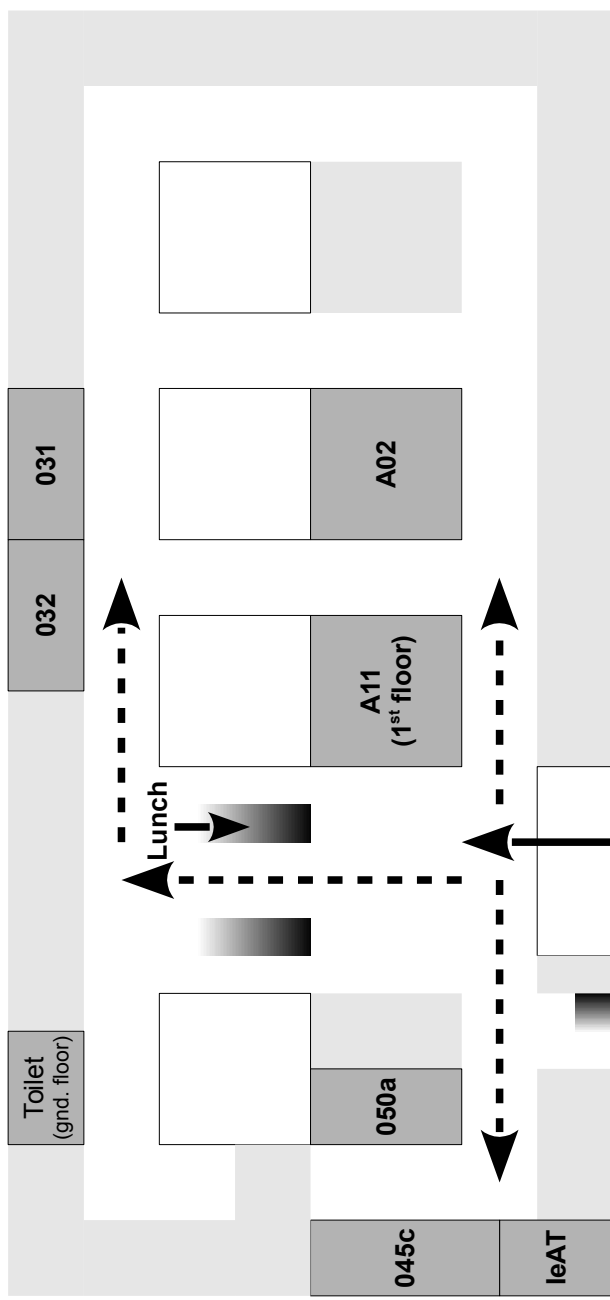 Toilet
(gnd. floor)
032
031
Lunch
050a
A11
(1st floor)
A02
045c
IeAT